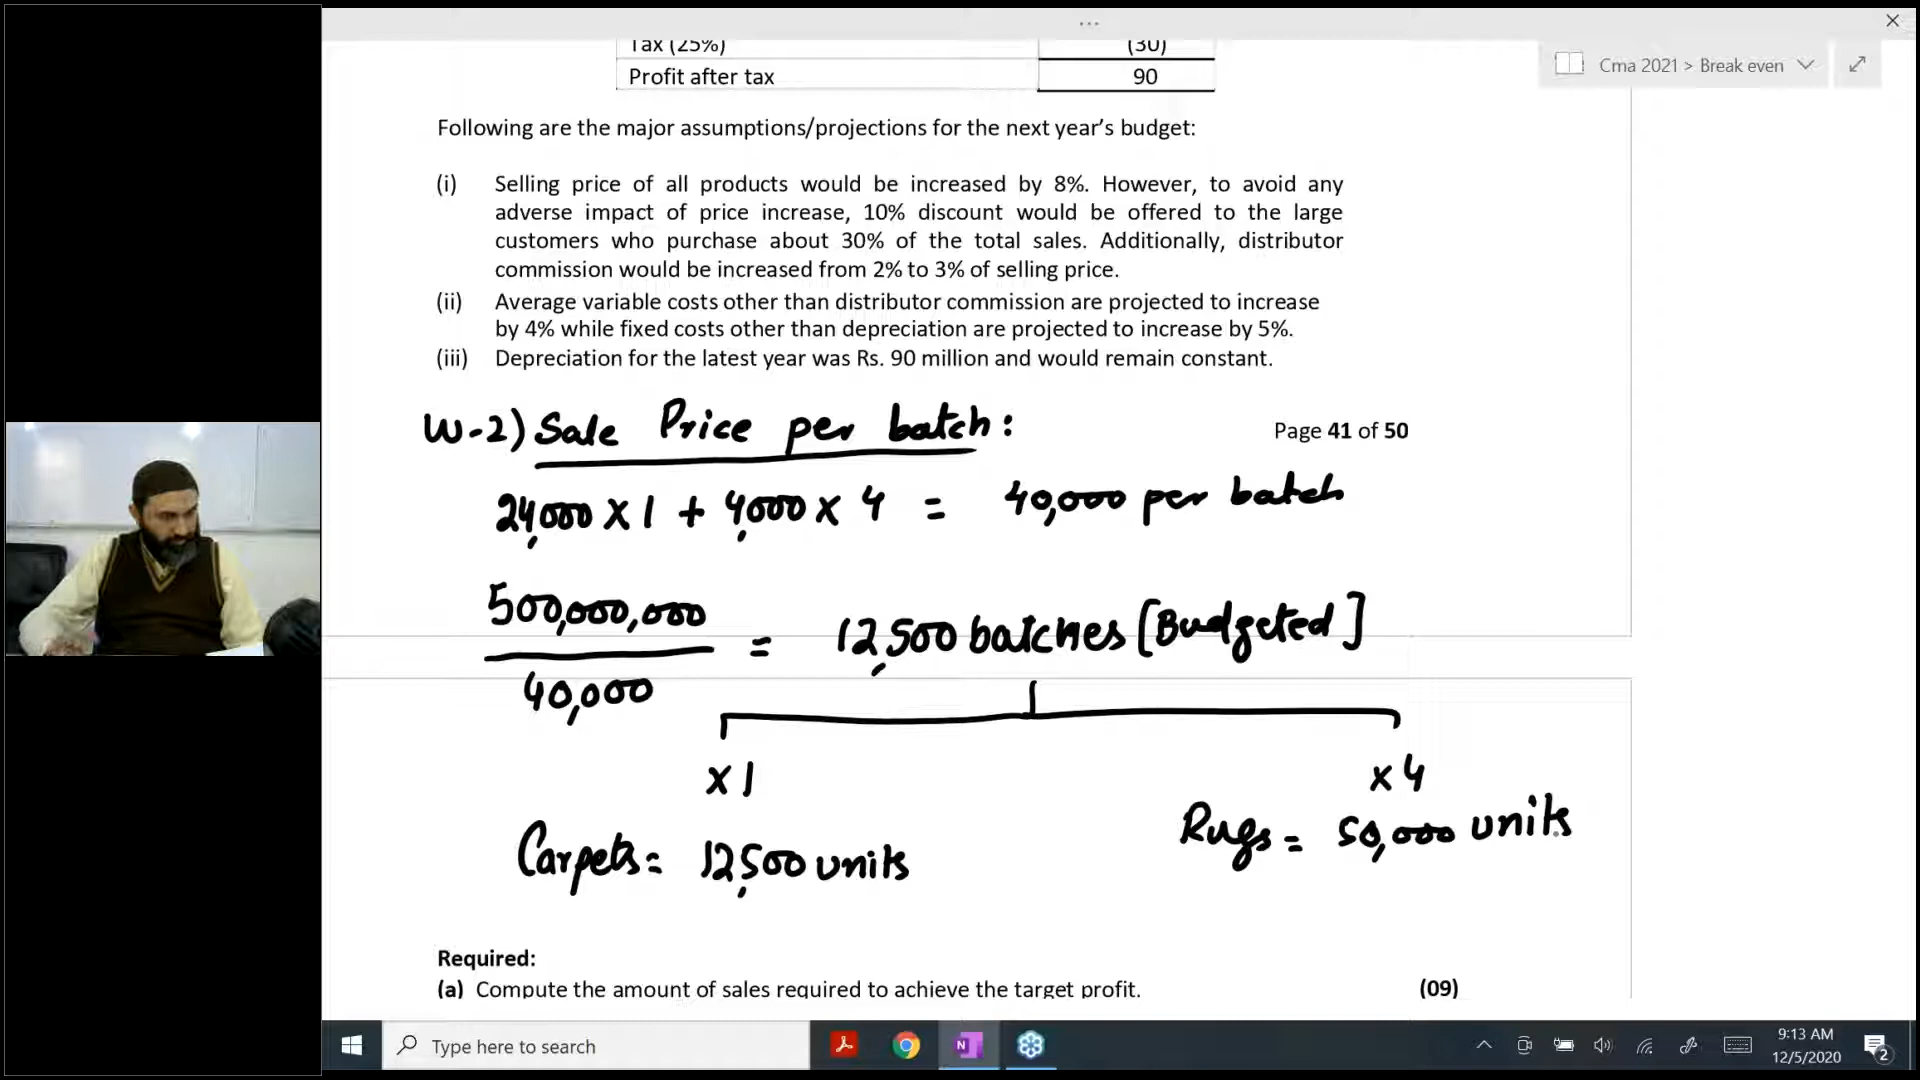 ...
Cma 2021 > Break even
Tax (25%) (30)
Profit after tax 90
Following are the major assumptions/projections for the next year's budget:
(i) Selling price of all products would be increased by 8%. However, to avoid any
adverse impact of price increase, 10% discount would be offered to the large
customers who purchase about 30% of the total sales. Additionally, distributor
commission would be increased from 2% to 3% of selling price.
(ii) Average variable costs other than distributor commission are projected to increase
by 4% while fixed costs other than depreciation are projected to increase by 5%.
(iii) Depreciation for the latest year was Rs. 90 million and would remain constant.
W-2) Sale Price per batch:
Page 41 of 50
24,000 x 1 + 4,000 x 4 = 40,000 per batch
500,000,000
= 12,500 batches [Budgeted]
40,000
x 1 x 4
Carpets = 12,500 units
Rugs = 50,000 units
Required:
(a) Compute the amount of sales required to achieve the target profit. (09)
Type here to search
9:13 AM
12/5/2020
2